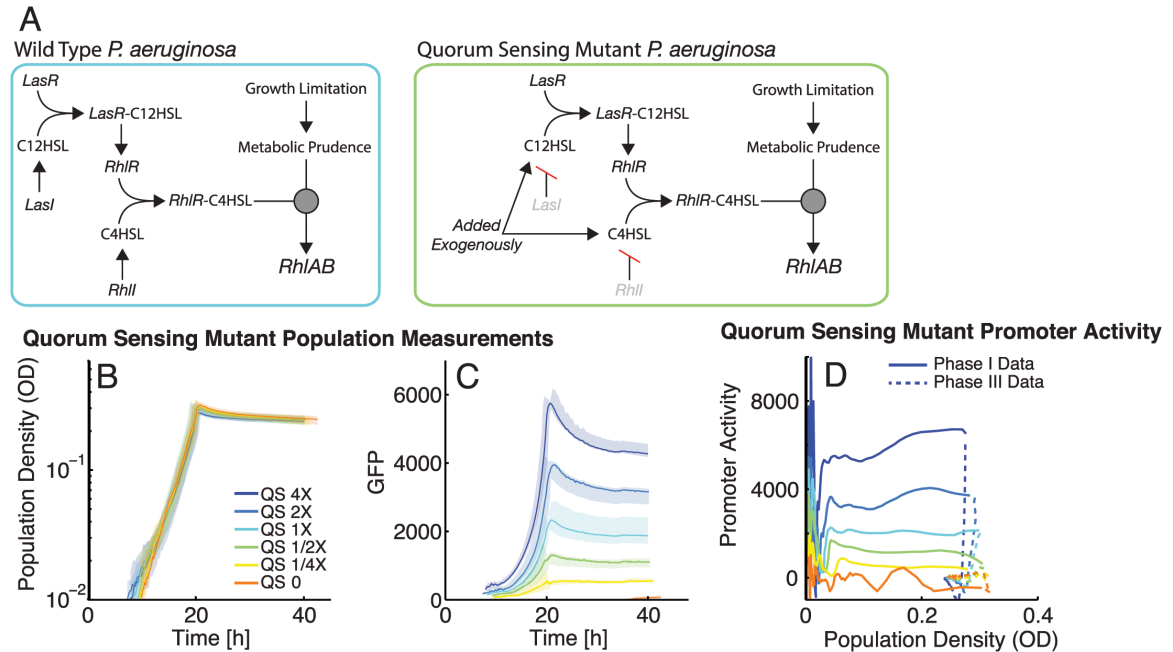 A
Wild Type P. aeruginosa
LasR
LasR-C12HSL
C12HSL
RhlR
LasI
RhlR-C4HSL
C4HSL
RhlI
Growth Limitation
Metabolic Prudence
RhlAB
Quorum Sensing Mutant P. aeruginosa
LasR
LasR-C12HSL
C12HSL
RhlR
LasI
Added
Exogenously
RhlR-C4HSL
C4HSL
RhlI
Growth Limitation
Metabolic Prudence
RhlAB
Quorum Sensing Mutant Population Measurements
B
Population Density (OD)
10⁻¹
10⁻²
0
20
40
Time [h]
QS 4X
QS 2X
QS 1X
QS 1/2X
QS 1/4X
QS 0
C
GFP
6000
4000
2000
0
0
20
40
Time [h]
Quorum Sensing Mutant Promoter Activity
D
Phase I Data
Phase III Data
Promoter Activity
8000
4000
0
0
0.2
0.4
Population Density (OD)